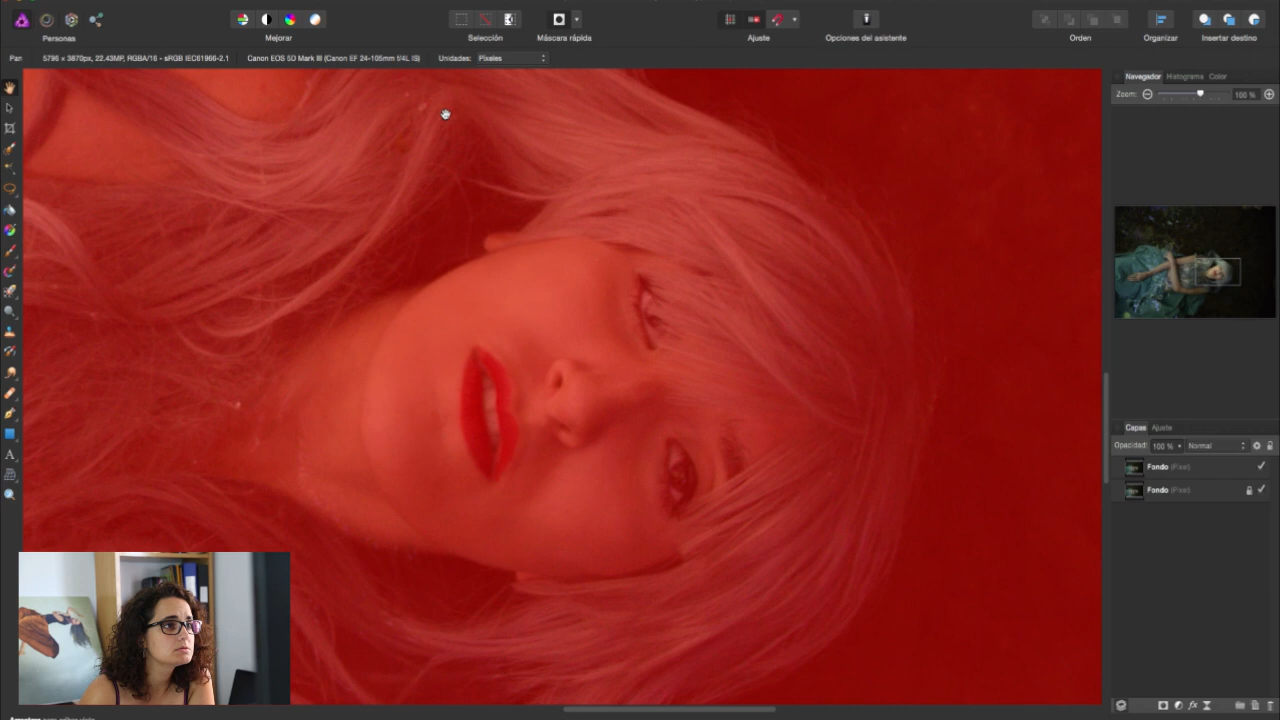 Personas
Mejorar
Selección
Máscara rápida
Ajuste
Opciones del asistente
Orden
Organizar
Insertar destino
Pan
5796 × 3870px, 22.43MP, RGBA/16 - sRGB IEC61966-2.1
Canon EOS 5D Mark III (Canon EF 24-105mm f/4L IS)
Unidades:
Píxeles
Navegador
Histograma
Color
Zoom:
100 %
Capas
Ajuste
Opacidad:
100 %
Normal
Fondo (Pixel)
Fondo (Pixel)